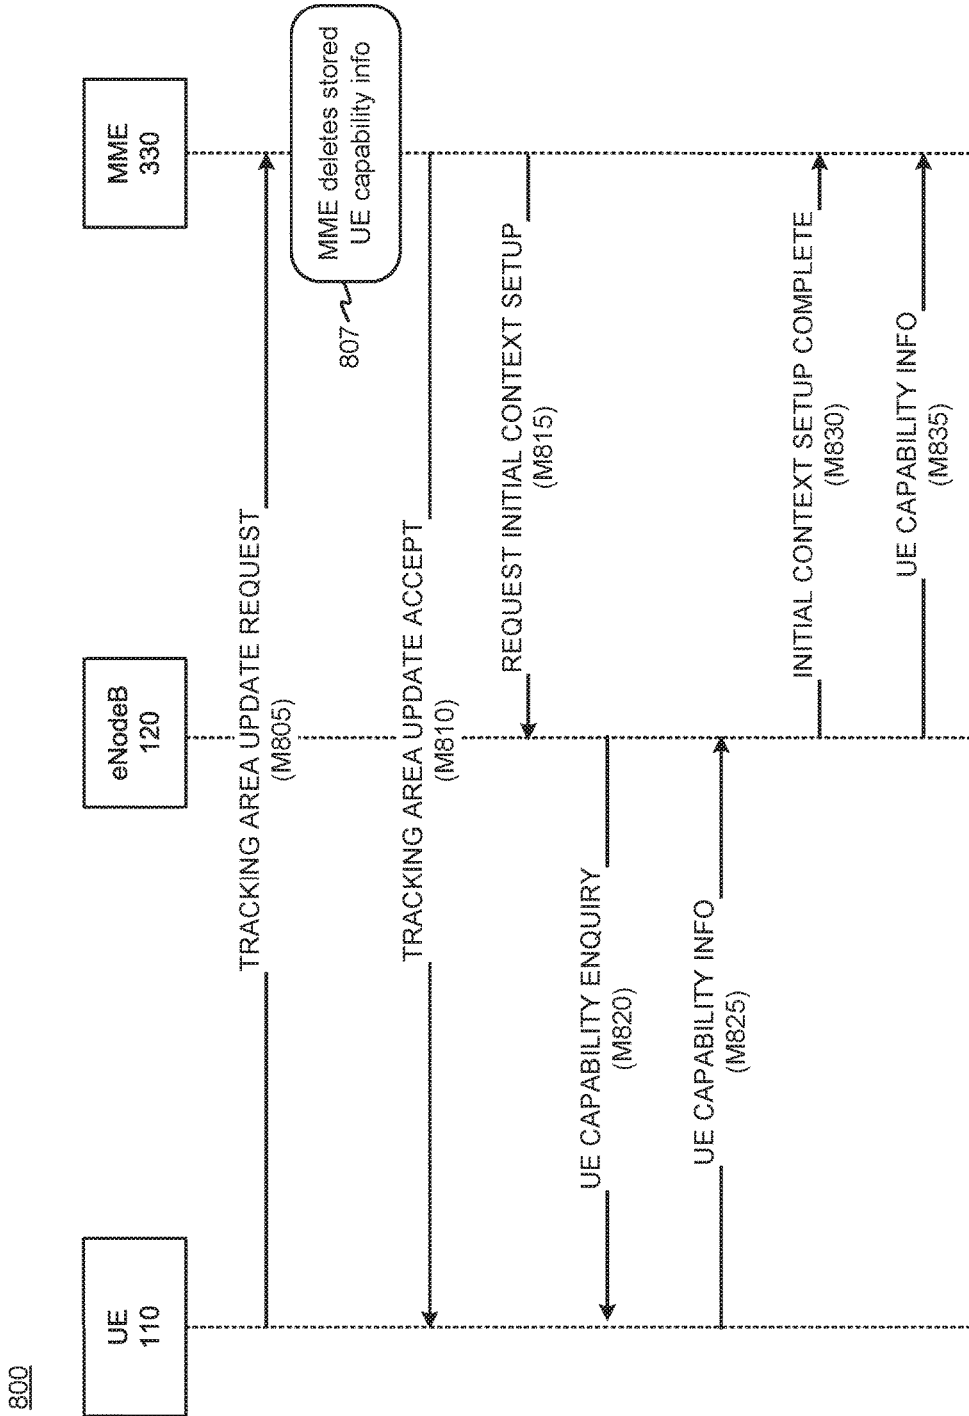 800
UE
110
eNodeB
120
MME
330
TRACKING AREA UPDATE REQUEST
(M805)
MME deletes stored
UE capability info
807
TRACKING AREA UPDATE ACCEPT
(M810)
REQUEST INITIAL CONTEXT SETUP
(M815)
UE CAPABILITY ENQUIRY
(M820)
UE CAPABILITY INFO
(M825)
INITIAL CONTEXT SETUP COMPLETE
(M830)
UE CAPABILITY INFO
(M835)